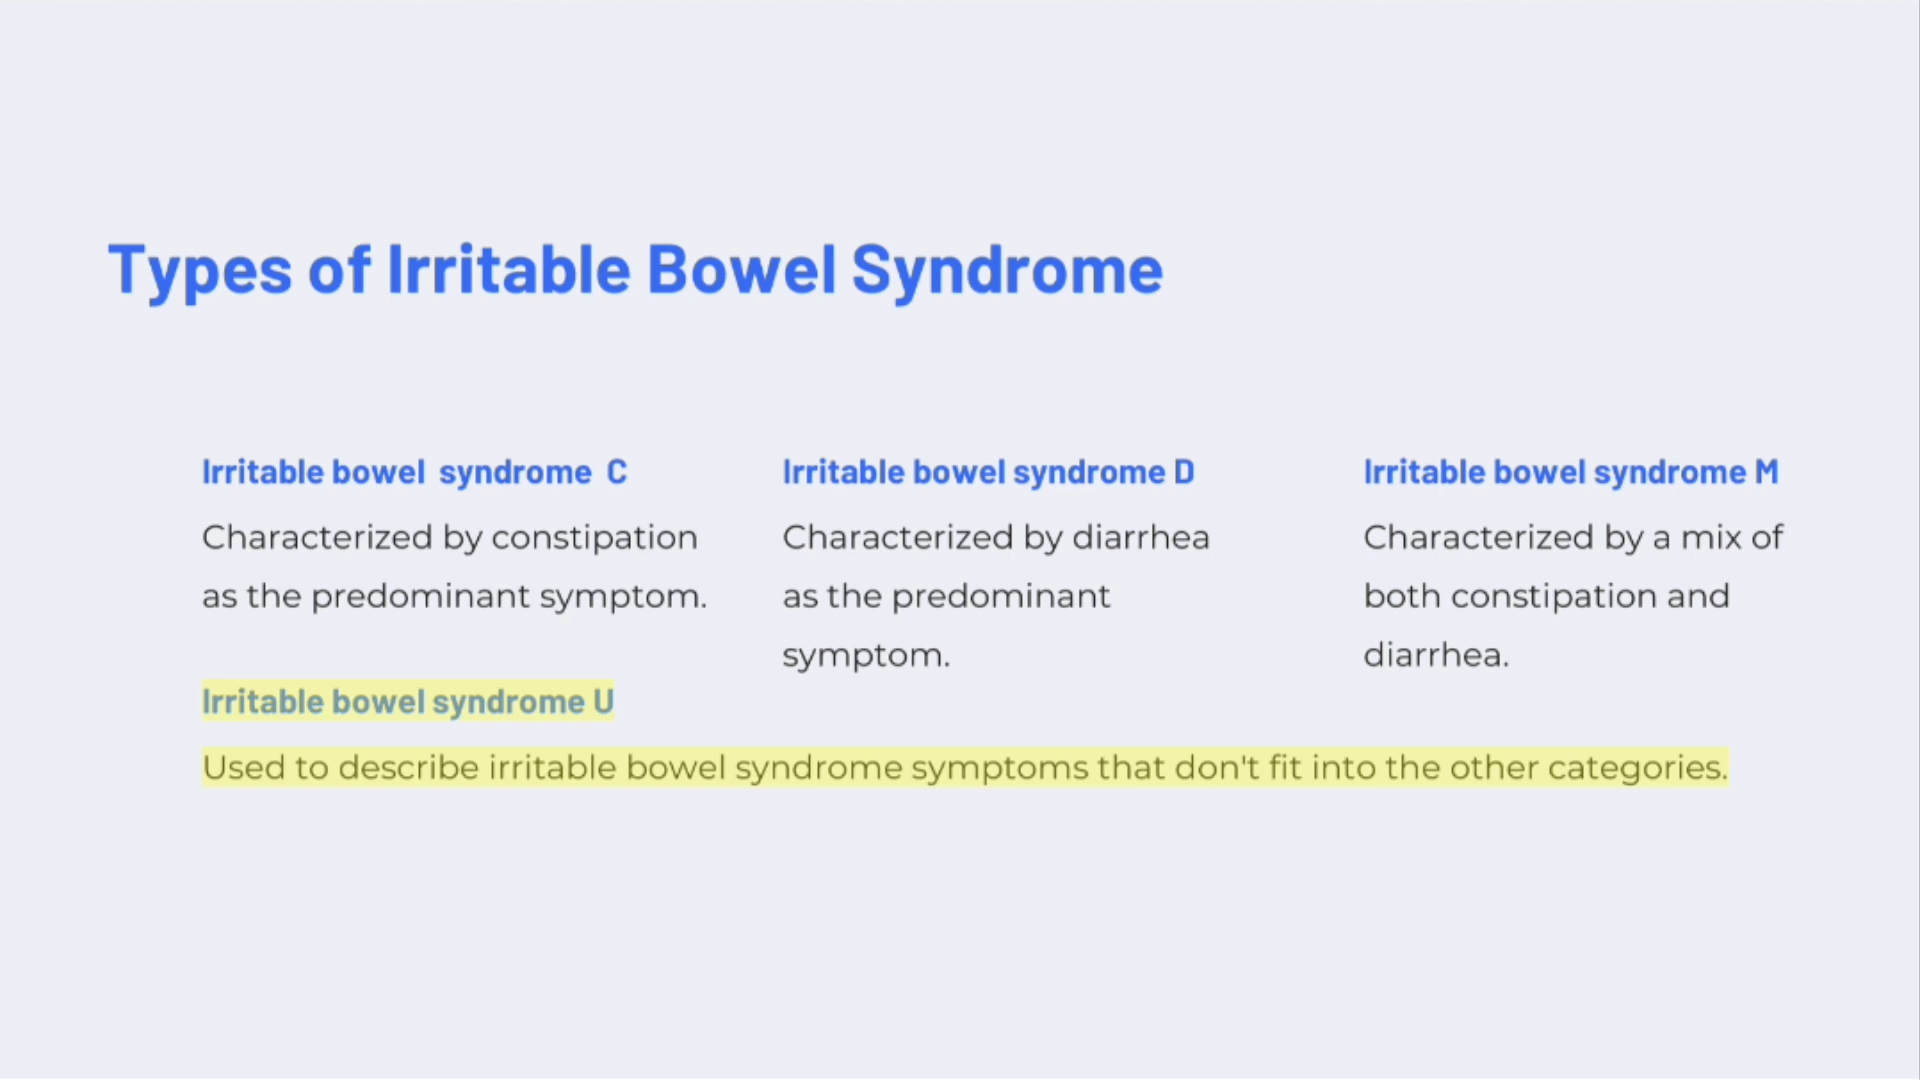 Types of Irritable Bowel Syndrome
Irritable bowel syndrome C
Characterized by constipation
as the predominant symptom.
Irritable bowel syndrome D
Characterized by diarrhea
as the predominant
symptom.
Irritable bowel syndrome M
Characterized by a mix of
both constipation and
diarrhea.
Irritable bowel syndrome U
Used to describe irritable bowel syndrome symptoms that don't fit into the other categories.